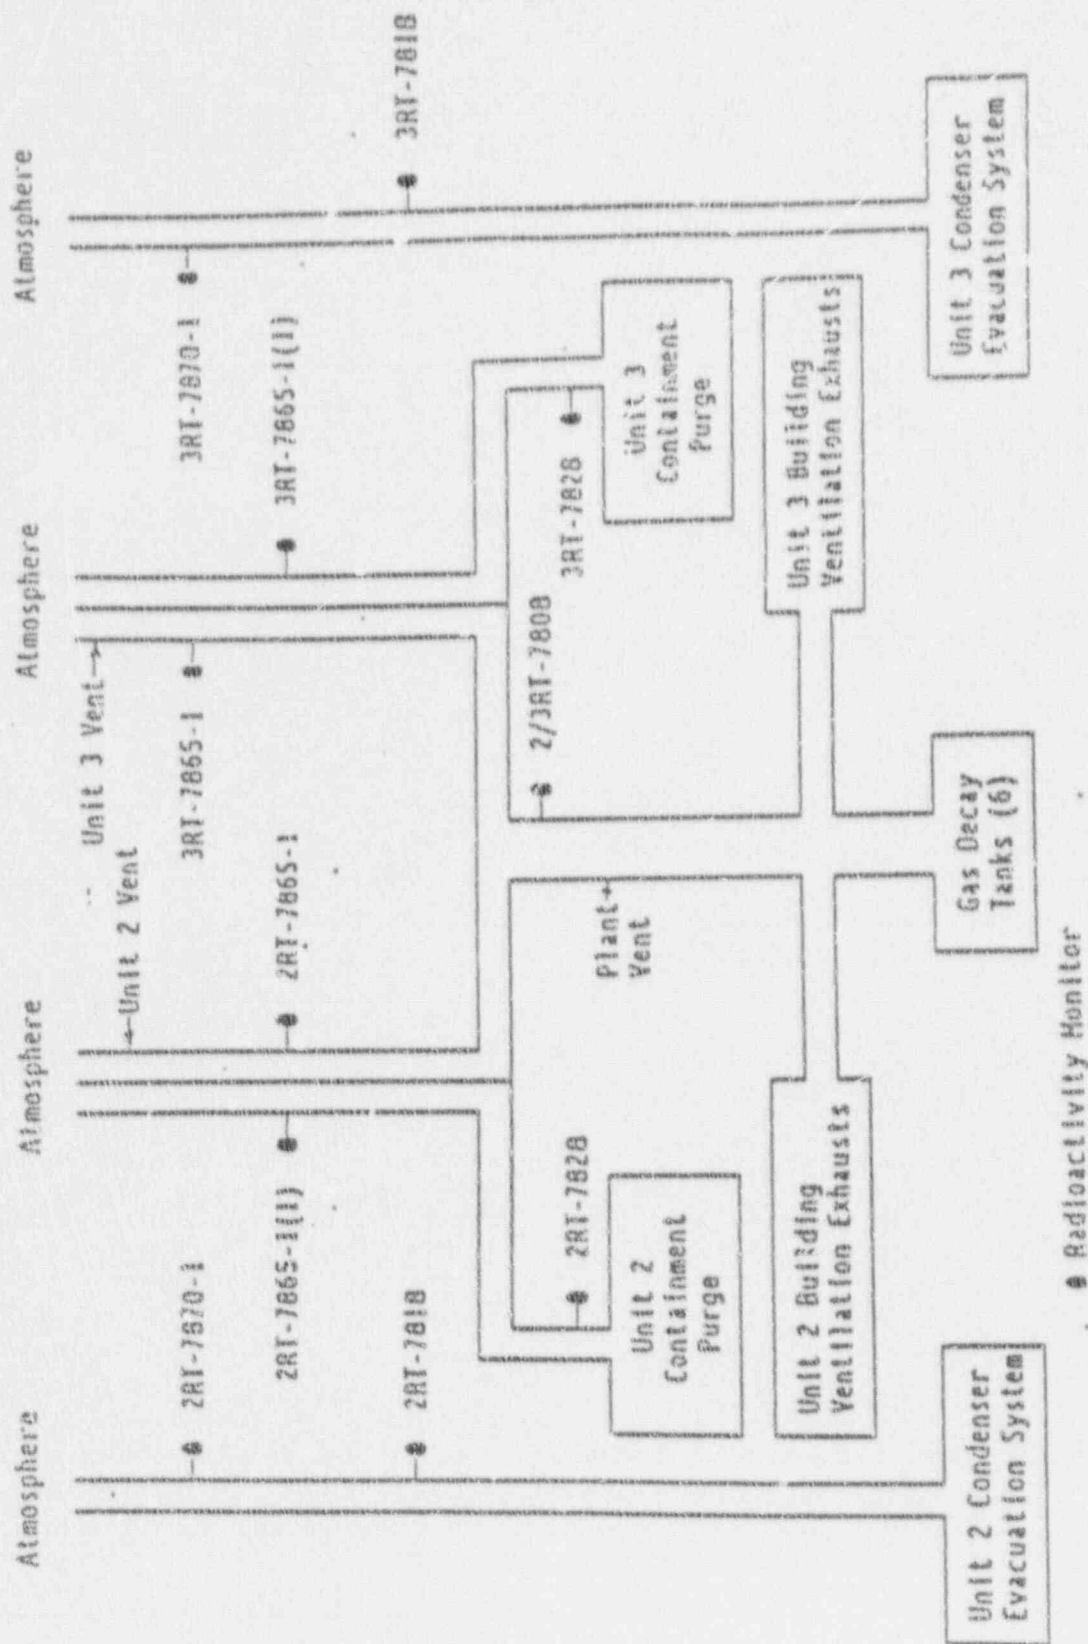 Atmosphere
Atmosphere
Atmosphere
Atmosphere
Unit 3 Vent
Unit 2 Vent
2RT-7870-1
3RT-7865-1
3RT-7870-1
2RT-7865-1(1)
2RT-7865-1
3RT-7865-1(1)
2RT-7818
3RT-7818
2RT-7828
2/3RT-7808
3RT-7828
Plant
Vent
Unit 2
Containment
Purge
Unit 3
Containment
Purge
Unit 2 Building
Ventilation Exhausts
Unit 3 Building
Ventilation Exhausts
Unit 2 Condenser
Evacuation System
Gas Decay
Tanks (6)
Unit 3 Condenser
Evacuation System
Radioactivity Monitor